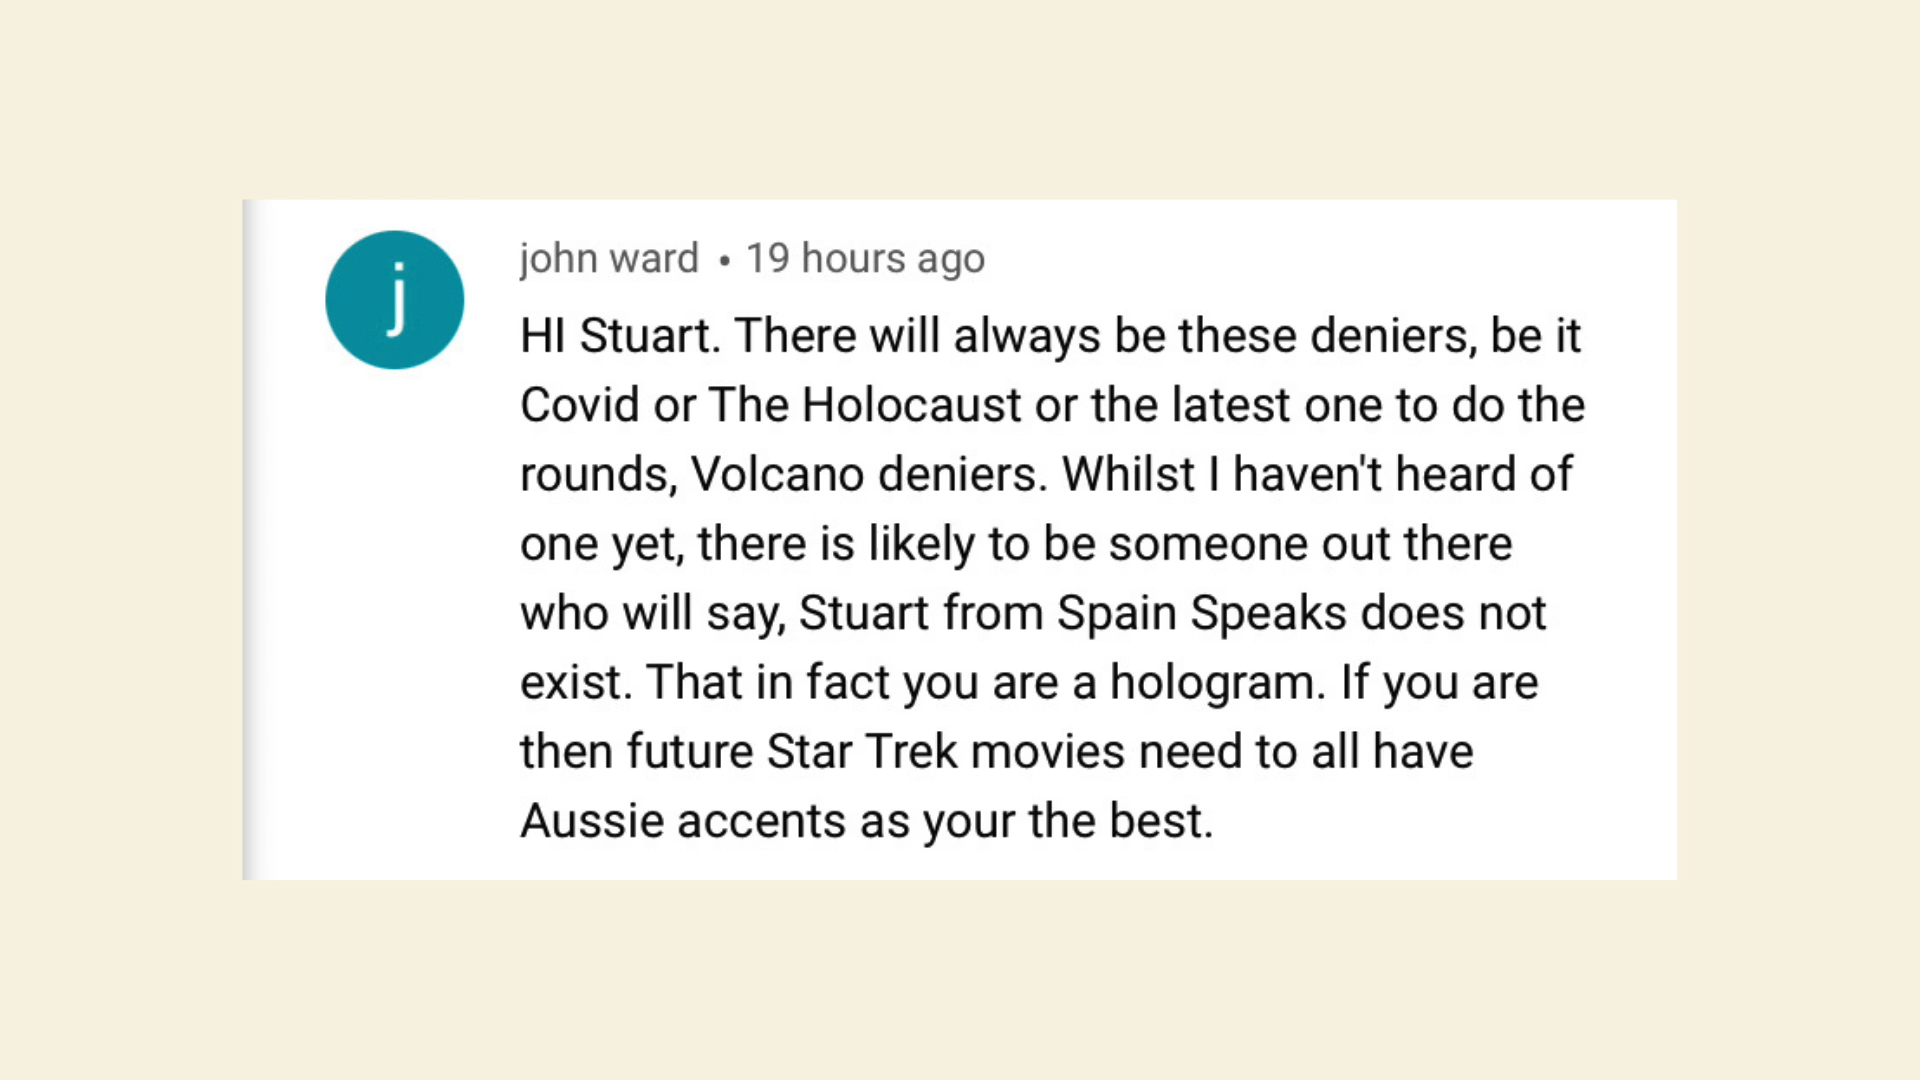 j
john ward • 19 hours ago
HI Stuart. There will always be these deniers, be it
Covid or The Holocaust or the latest one to do the
rounds, Volcano deniers. Whilst I haven't heard of
one yet, there is likely to be someone out there
who will say, Stuart from Spain Speaks does not
exist. That in fact you are a hologram. If you are
then future Star Trek movies need to all have
Aussie accents as your the best.